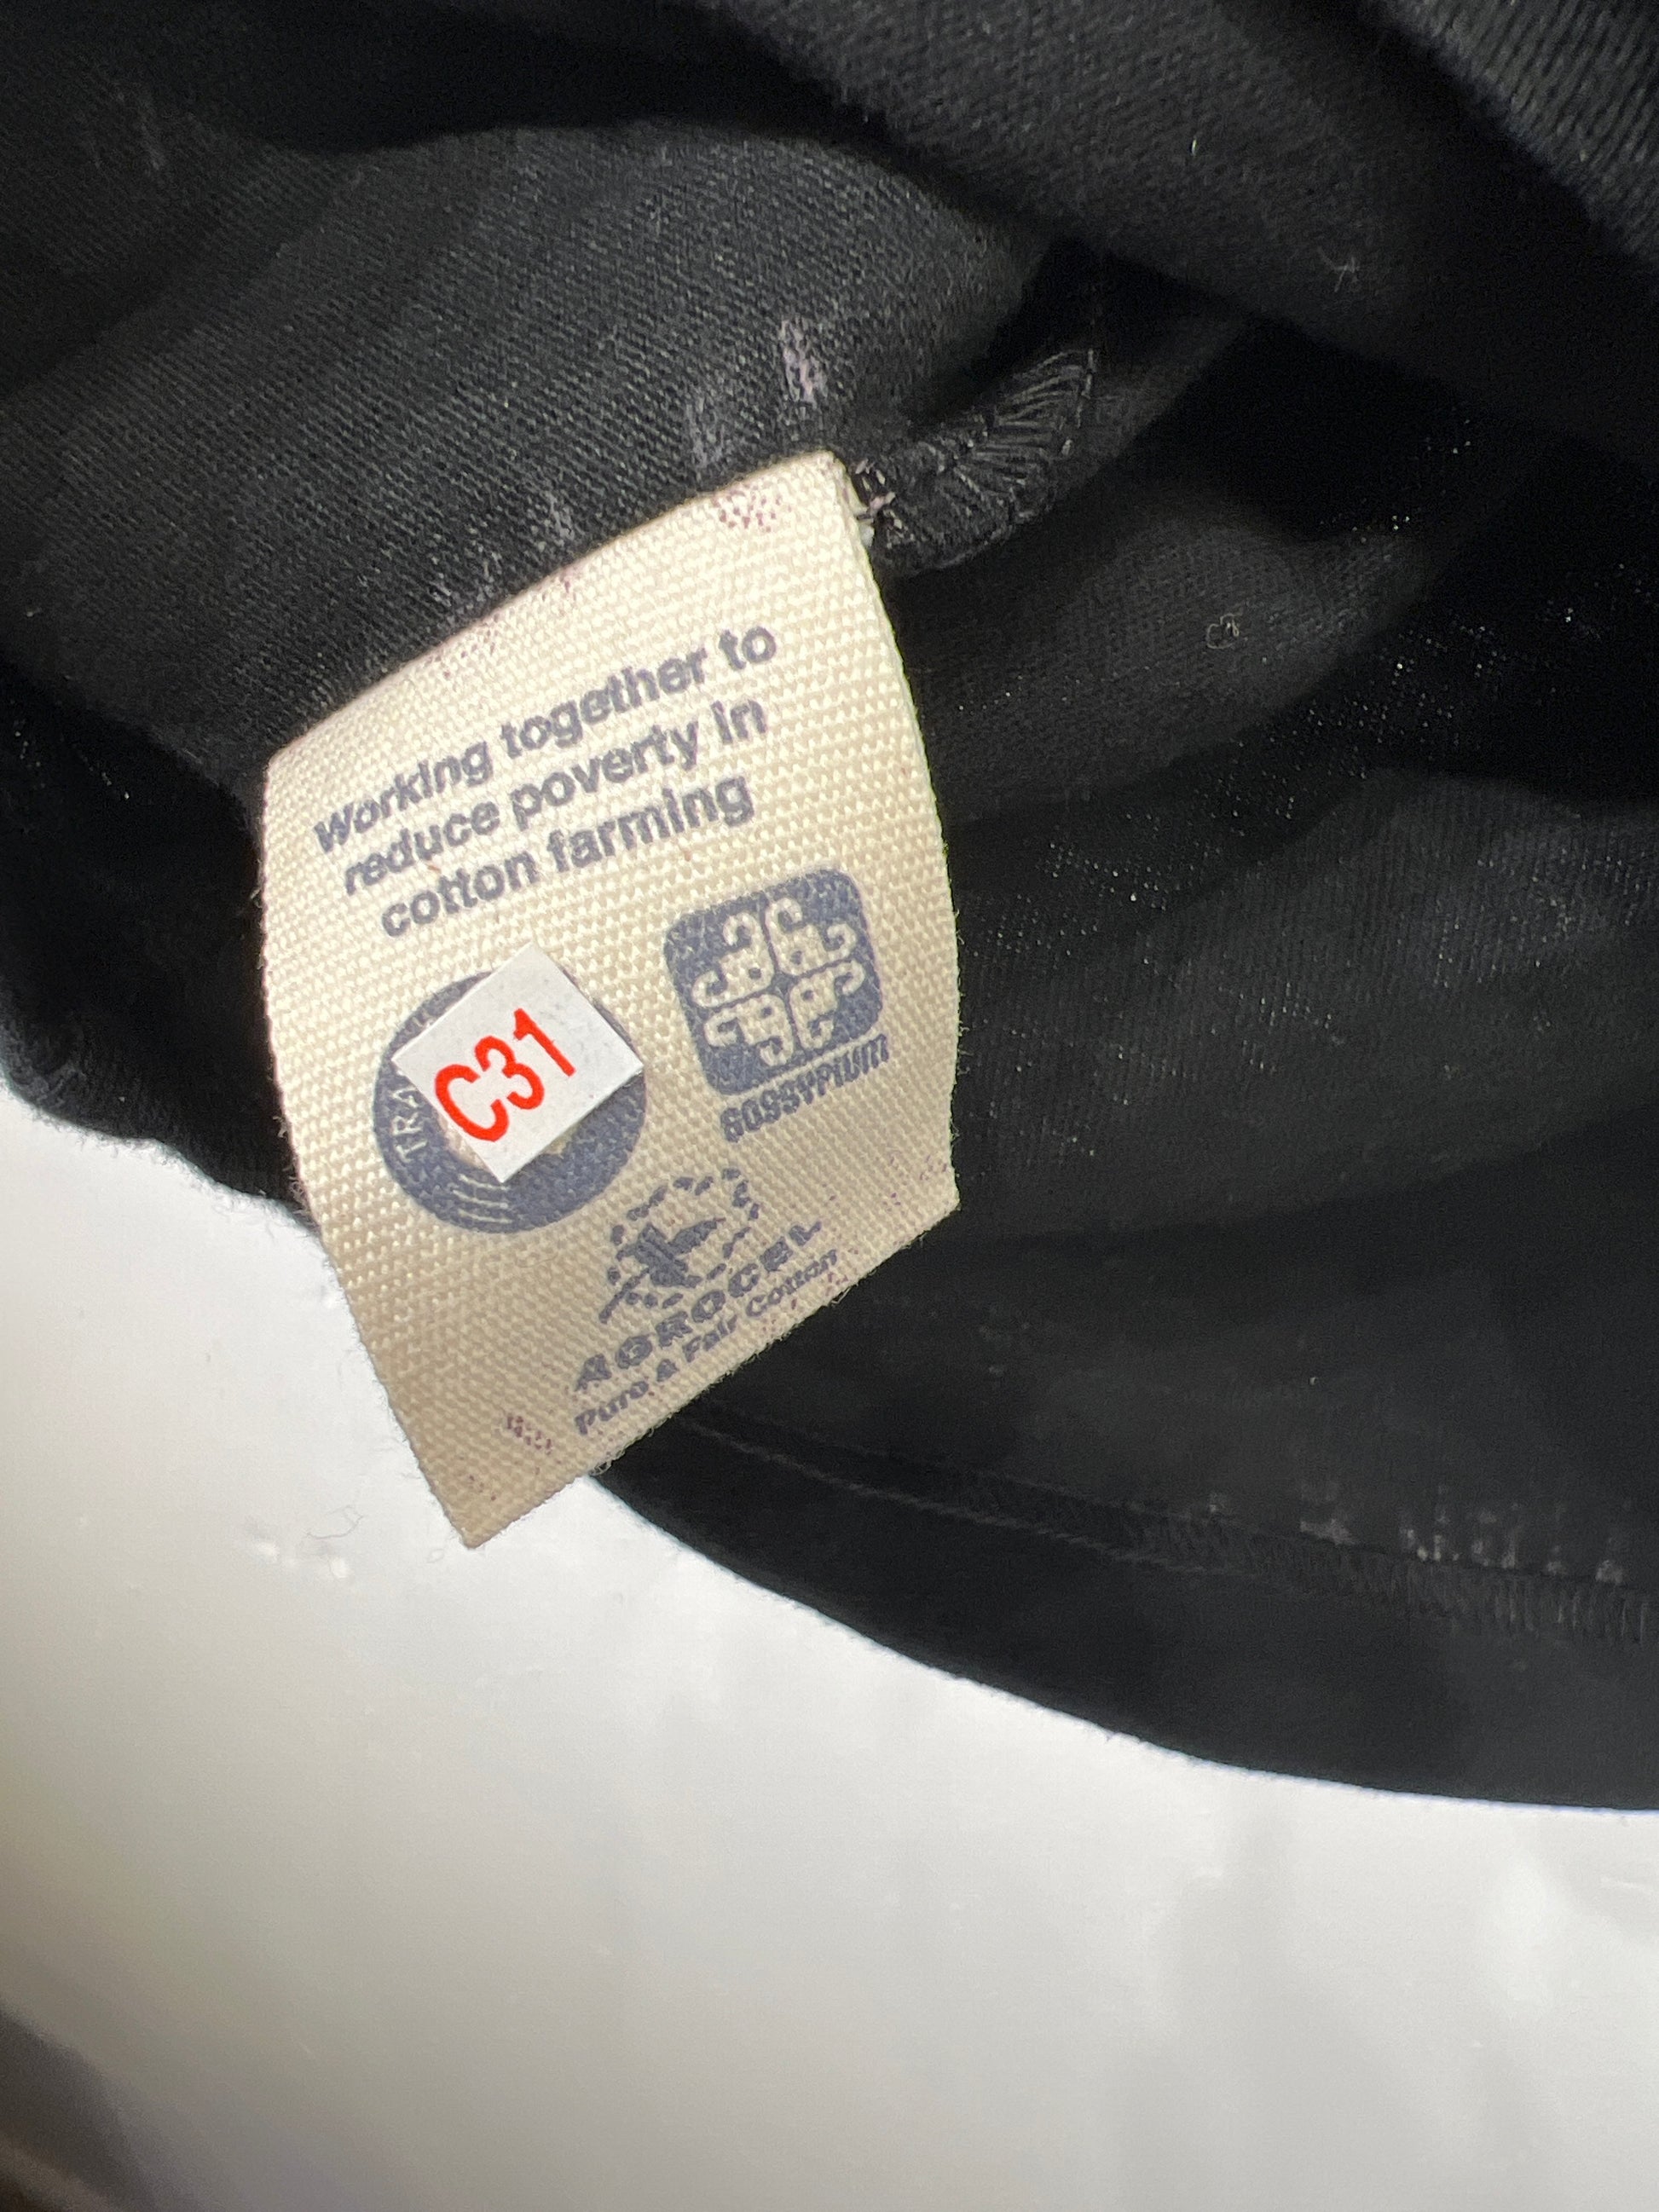 Working together to
reduce poverty in
cotton farming
TRA
C31
GOSSYPIUM
AGROCEL
Pure & Fair Cotton